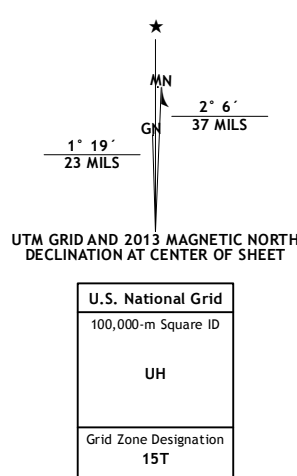 MN
GN
2° 6´
37 MILS
1° 19´
23 MILS
UTM GRID AND 2013 MAGNETIC NORTH
DECLINATION AT CENTER OF SHEET
U.S. National Grid
100,000-m Square ID
UH
Grid Zone Designation
15T